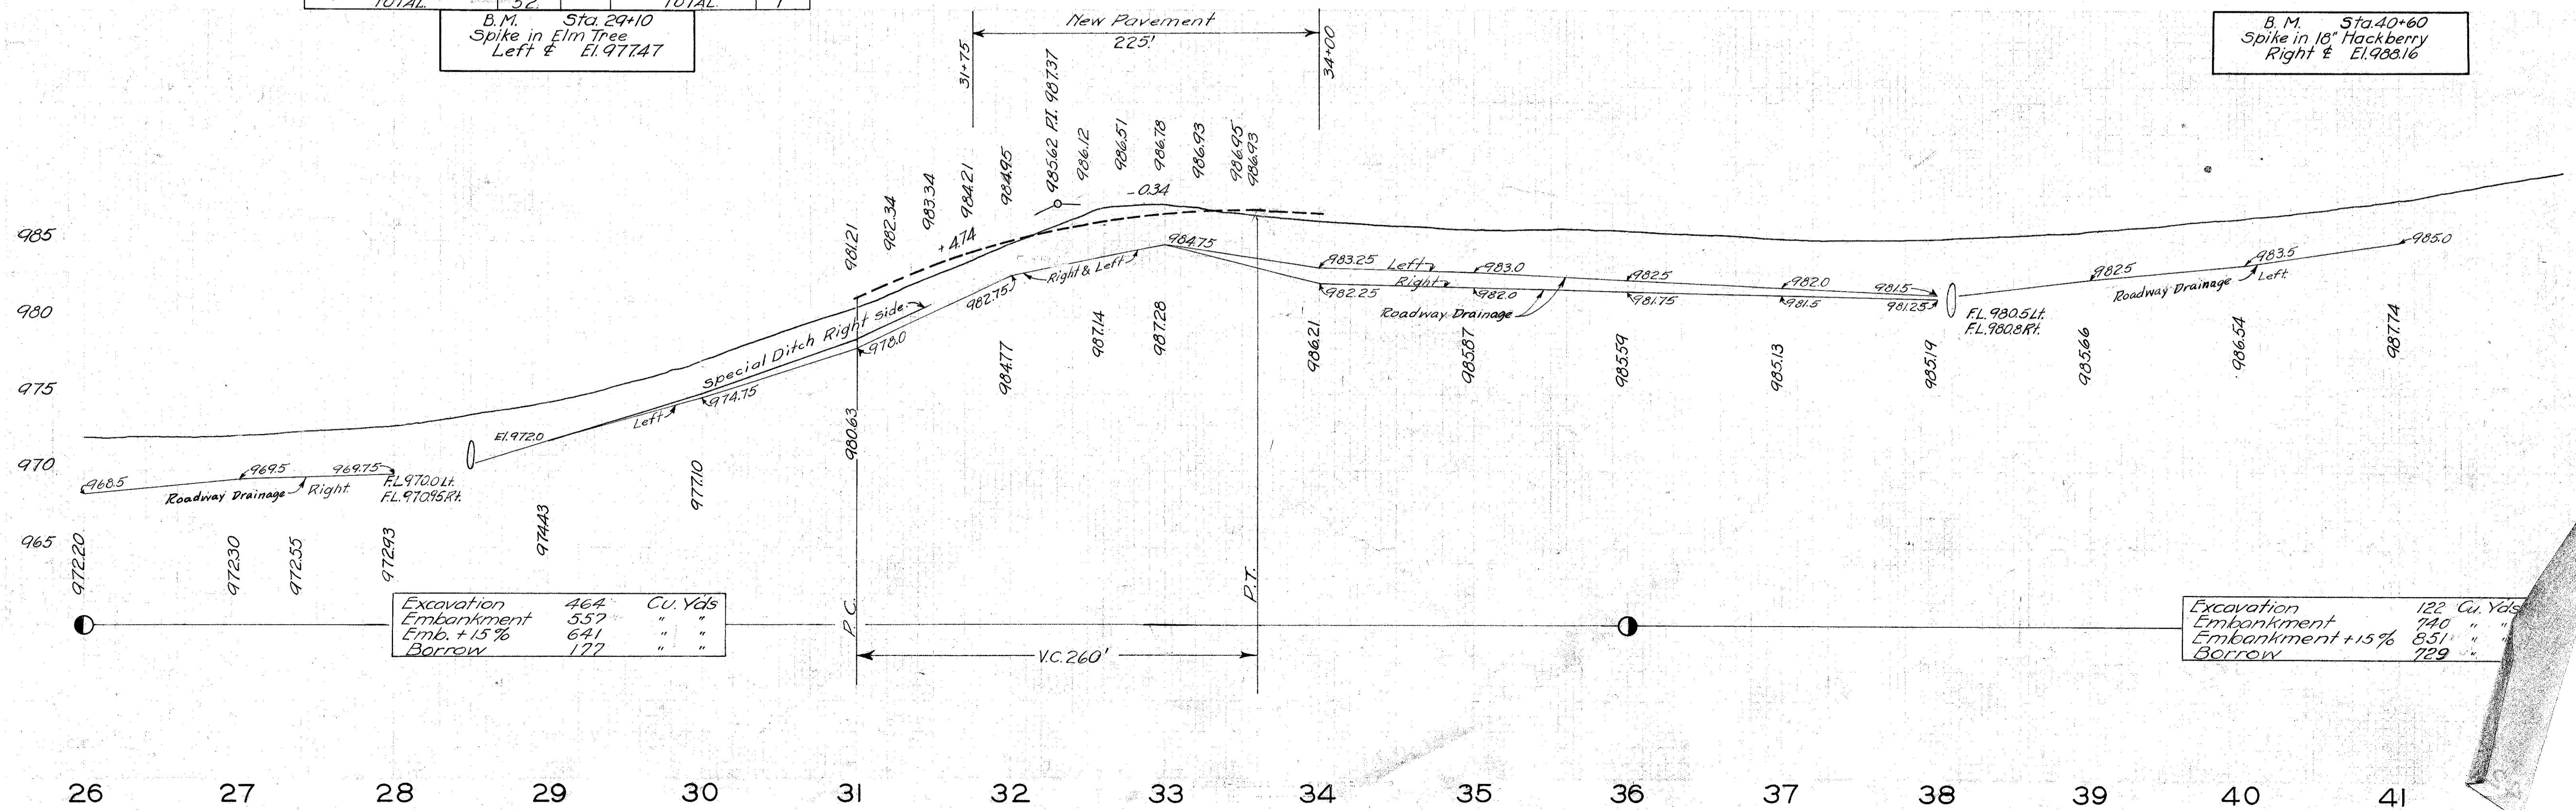 TOTAL 52. TOTAL 1
B.M. Sta. 29+10
Spike in Elm Tree
Left ℄ El. 977.47
New Pavement
225'
31+75
34+00
B.M. Sta. 40+60
Spike in 18" Hackberry
Right ℄ El. 988.16
981.21
982.34
983.34
984.21
984.95
985.62 P.I. 987.37
986.12
986.51
986.78
986.93
986.95
986.93
+4.74
-0.34
985
980
975
970
965
968.5
969.5
969.75
Roadway Drainage Right
F.L. 970.0 Lt.
F.L. 970.95 Rt.
El. 972.0
Left
974.75
Special Ditch Right Side
978.0
982.75
Right & Left
984.75
983.25 Left
983.0
982.5
982.0
981.5
Right
982.25
982.0
981.75
981.5
981.25
Roadway Drainage
F.L. 980.5 Lt.
F.L. 980.8 Rt.
982.5
983.5
985.0
Roadway Drainage Left
972.20
972.30
972.55
972.93
974.43
977.10
980.63
984.77
987.14
987.28
986.21
985.87
985.59
985.13
985.19
985.66
986.54
987.74
Excavation 464 Cu. Yds
Embankment 557 " "
Emb. + 15% 641 " "
Borrow 177 " "
P.C.
P.T.
V.C. 260'
Excavation 122 Cu. Yds
Embankment 740 " "
Embankment +15% 851 " "
Borrow 729 "
26 27 28 29 30 31 32 33 34 35 36 37 38 39 40 41